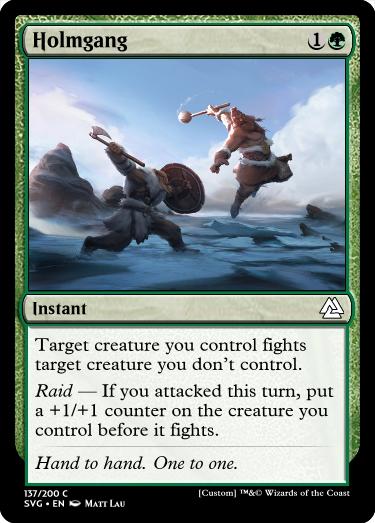 Holmgang 1
Instant
Target creature you control fights
target creature you don't control.
Raid — If you attacked this turn, put
a +1/+1 counter on the creature you
control before it fights.
Hand to hand. One to one.
137/200 C
[Custom] ™&© Wizards of the Coast
SVG • EN Matt Lau